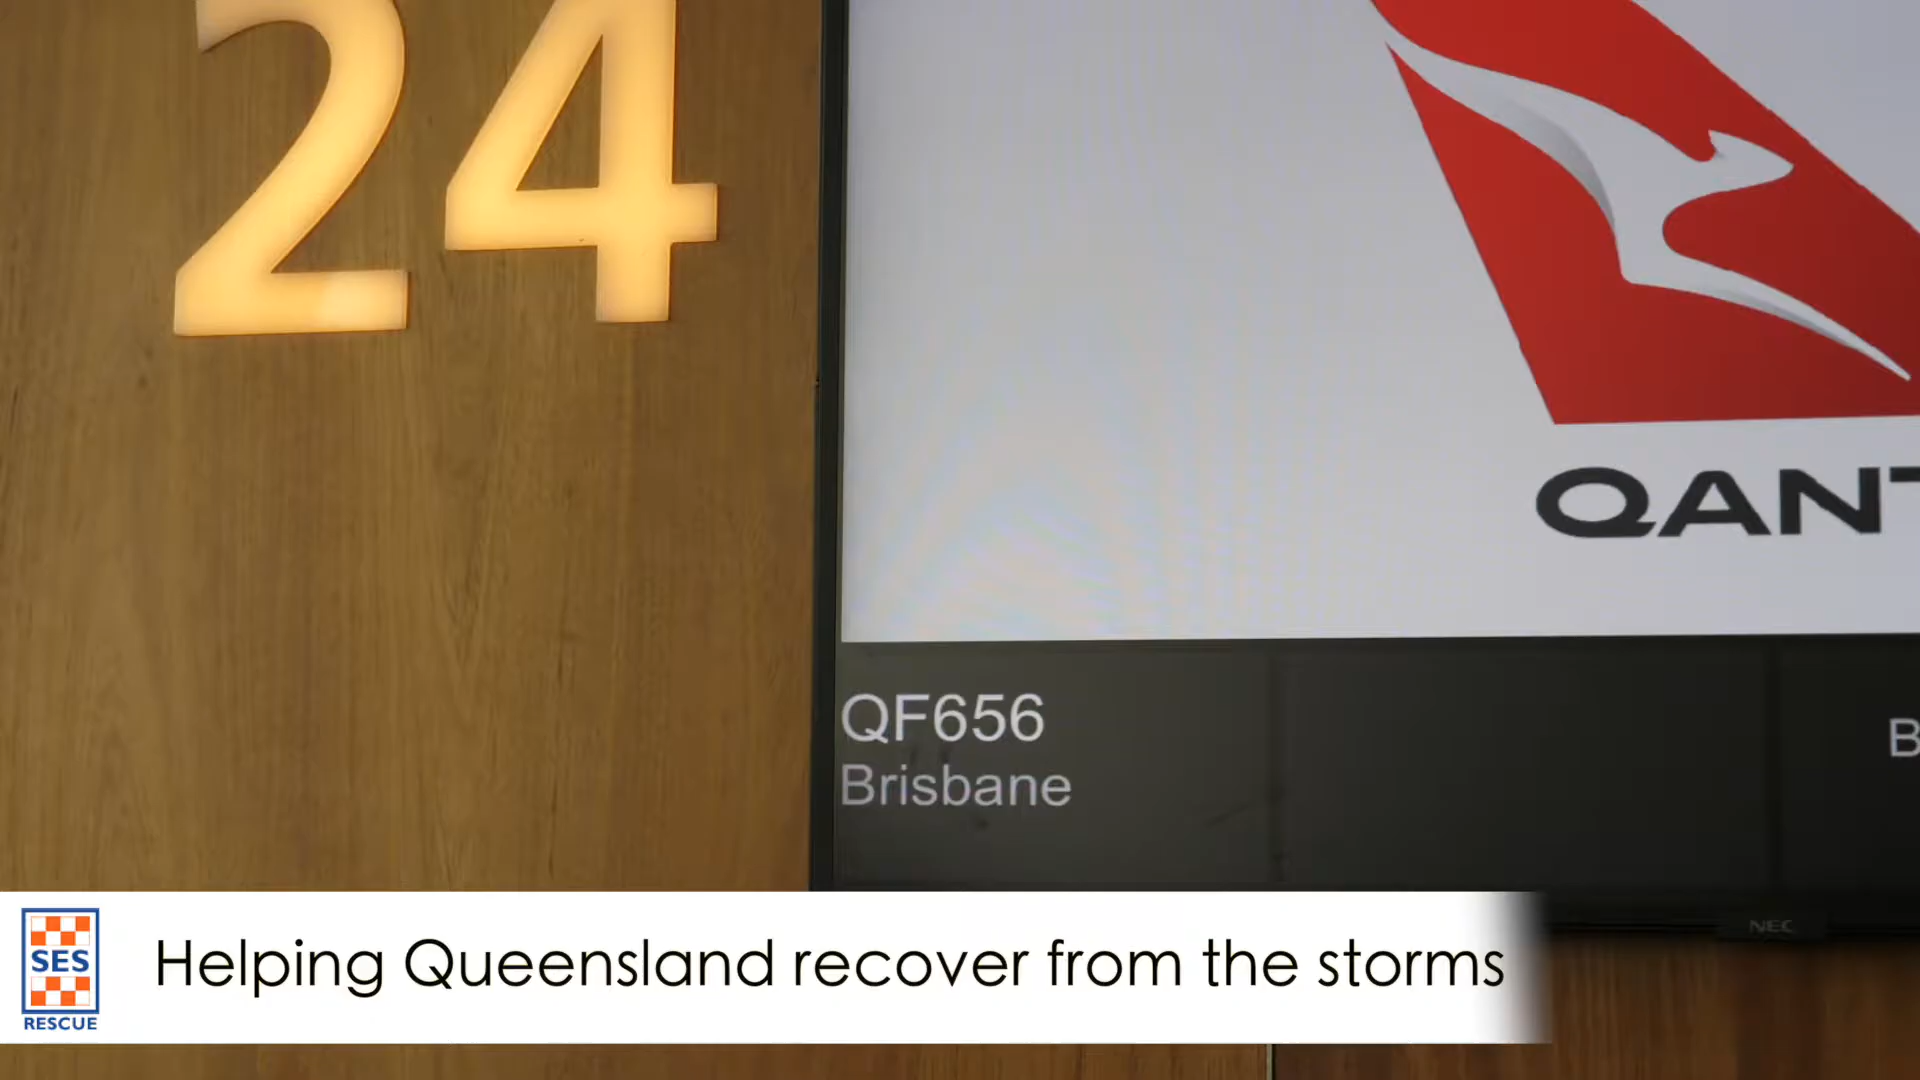 24
QANT
QF656
Brisbane
B
NEC
SES
RESCUE
Helping Queensland recover from the storms